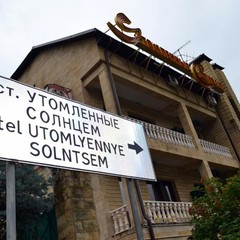 ст. УТОМЛЕННЫЕ
СОЛНЦЕМ
tel UTOMLYENNYE
SOLNTSEM